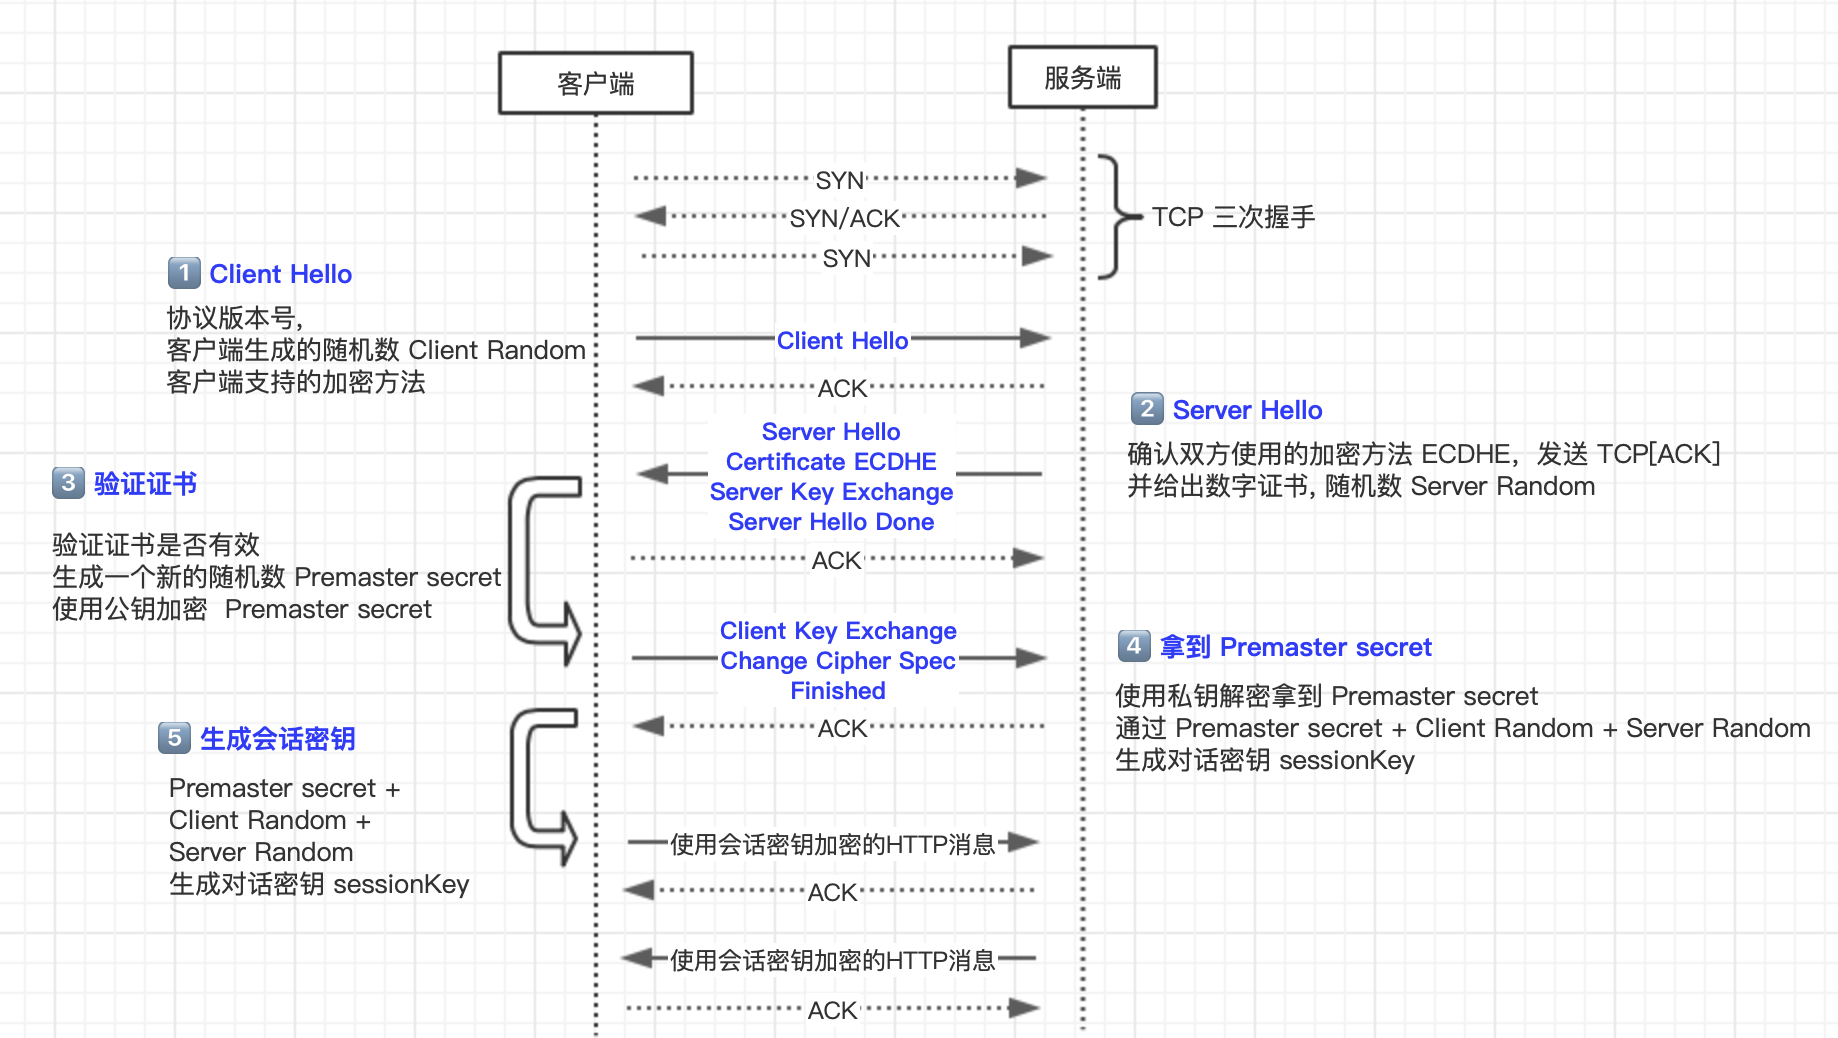 客户端
服务端
SYN
SYN/ACK
SYN
TCP 三次握手
1 Client Hello
协议版本号,
客户端生成的随机数 Client Random
客户端支持的加密方法
Client Hello
ACK
2 Server Hello
确认双方使用的加密方法 ECDHE，发送 TCP[ACK]
并给出数字证书, 随机数 Server Random
Server Hello
Certificate ECDHE
Server Key Exchange
Server Hello Done
3 验证证书
验证证书是否有效
生成一个新的随机数 Premaster secret
使用公钥加密 Premaster secret
ACK
Client Key Exchange
Change Cipher Spec
Finished
4 拿到 Premaster secret
使用私钥解密拿到 Premaster secret
通过 Premaster secret + Client Random + Server Random
生成对话密钥 sessionKey
ACK
5 生成会话密钥
Premaster secret +
Client Random +
Server Random
生成对话密钥 sessionKey
使用会话密钥加密的HTTP消息
ACK
使用会话密钥加密的HTTP消息
ACK